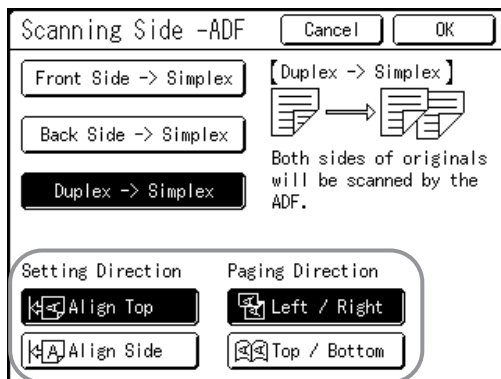 Scanning Side -ADF
Cancel
OK
Front Side -> Simplex
Back Side -> Simplex
Duplex -> Simplex
【Duplex -> Simplex】
Both sides of originals
will be scanned by the
ADF.
Setting Direction
Align Top
A Align Side
Paging Direction
Left / Right
Top / Bottom